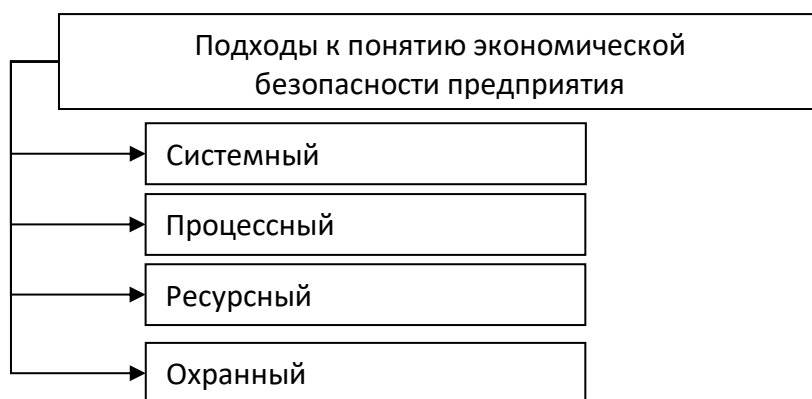 Подходы к понятию экономической
безопасности предприятия
Системный
Процессный
Ресурсный
Охранный